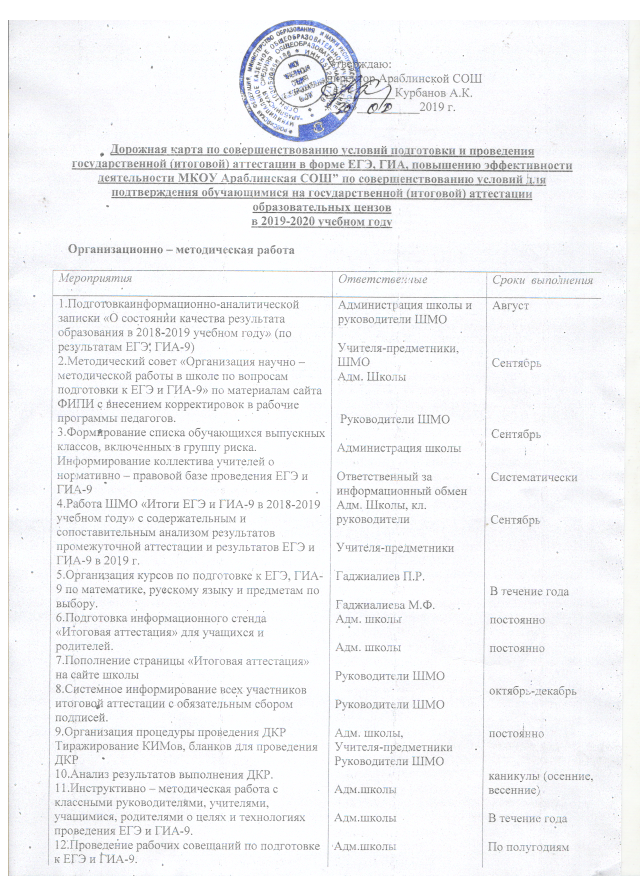 Утверждаю:
Директор Араблинской СОШ
Курбанов А.К.
2019 г.
Дорожная карта по совершенствованию условий подготовки и проведения
государственной (итоговой) аттестации в форме ЕГЭ, ГИА, повышению эффективности
деятельности МКОУ Араблинская СОШ" по совершенствованию условий для
подтверждения обучающимися на государственной (итоговой) аттестации
образовательных цензов
в 2019-2020 учебном году
Организационно – методическая работа
Мероприятия
1.Подготовкаинформационно-аналитической
записки «О состоянии качества результата
образования в 2018-2019 учебном году» (по
результатам ЕГЭ, ГИА-9)
2.Методический совет «Организация научно –
методической работы в школе по вопросам
подготовки к ЕГЭ и ГИА-9» по материалам сайта
ФИПИ с внесением корректировок в рабочие
программы педагогов.
3.Формирование списка обучающихся выпускных
классов, включенных в группу риска.
Информирование коллектива учителей о
нормативно – правовой базе проведения ЕГЭ и
ГИА-9
4.Работа ШМО «Итоги ЕГЭ и ГИА-9 в 2018-2019
учебном году» с содержательным и
сопоставительным анализом результатов
промежуточной аттестации и результатов ЕГЭ и
ГИА-9 в 2019 г.
5.Организация курсов по подготовке к ЕГЭ, ГИА-
9 по математике, русскому языку и предметам по
выбору.
6.Подготовка информационного стенда
«Итоговая аттестация» для учащихся и
родителей.
7.Пополнение страницы «Итоговая аттестация»
на сайте школы
8.Системное информирование всех участников
итоговой аттестации с обязательным сбором
подписей.
9.Организация процедуры проведения ДКР
Тиражирование КИМов, бланков для проведения
ДКР
10.Анализ результатов выполнения ДКР.
11.Инструктивно – методическая работа с
классными руководителями, учителями,
учащимися, родителями о целях и технологиях
проведения ЕГЭ и ГИА-9.
12.Проведение рабочих совещаний по подготовке
к ЕГЭ и ГИА-9.
Ответственные
Администрация школы и
руководители ШМО
Учителя-предметники,
ШМО
Адм. Школы
Руководители ШМО
Администрация школы
Ответственный за
информационный обмен
Адм. Школы, кл.
руководители
Учителя-предметники
Гаджиалиев П.Р.
Гаджиалиева М.Ф.
Адм. школы
Адм. школы
Руководители ШМО
Руководители ШМО
Адм. школы,
Учителя-предметники
Руководители ШМО
Адм.школы
Адм.школы
Адм.школы
Сроки выполнения
Август
Сентябрь
Сентябрь
Систематически
Сентябрь
В течение года
постоянно
постоянно
октябрь-декабрь
постоянно
каникулы (осенние,
весенние)
В течение года
По полугодиям